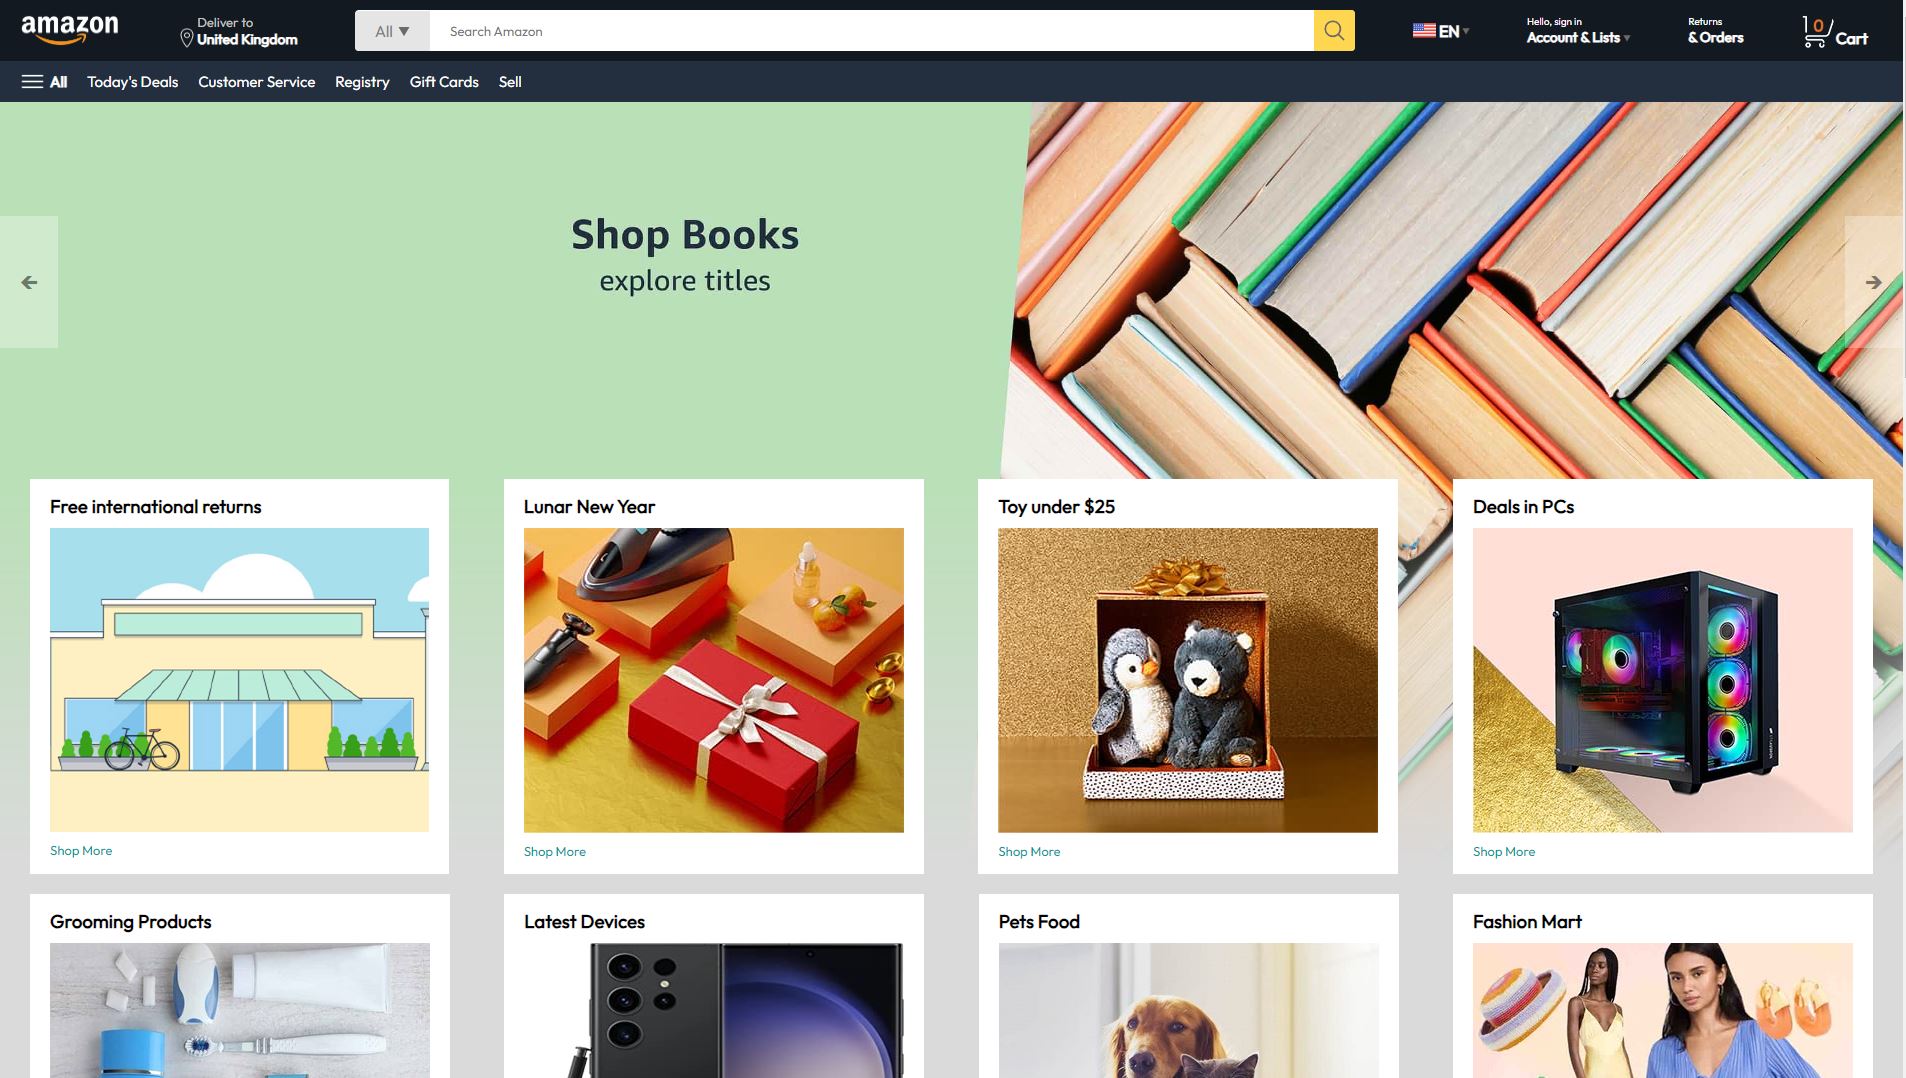 amazon
Deliver to
United Kingdom
All ▼
Search Amazon
EN
Hello, sign in
Account & Lists
Returns
& Orders
0
Cart
All
Today's Deals
Customer Service
Registry
Gift Cards
Sell
Shop Books
explore titles
Free international returns
Shop More
Lunar New Year
Shop More
Toy under $25
Shop More
Deals in PCs
Shop More
Grooming Products
Latest Devices
Pets Food
Fashion Mart